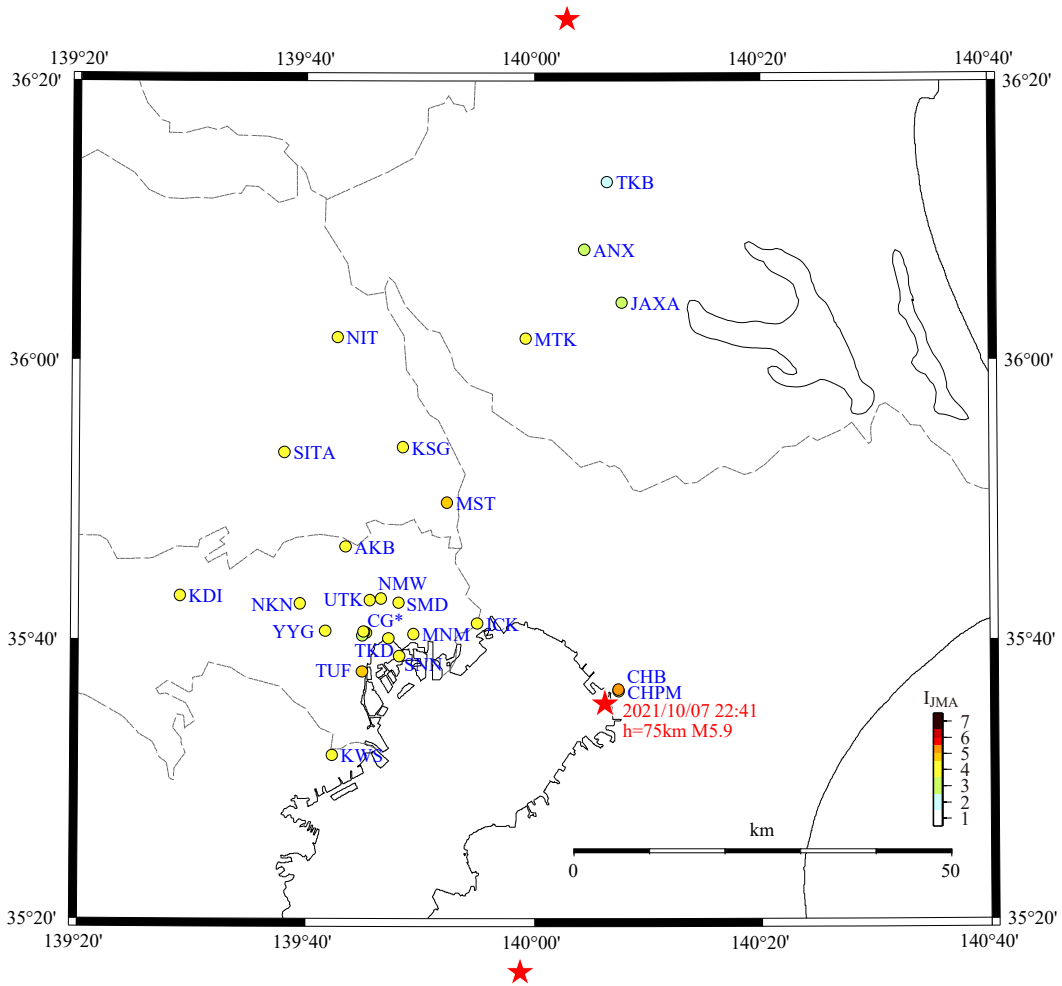 139°20'
139°40'
140°00'
140°20'
140°40'
36°20'
36°20'
TKB
ANX
JAXA
NIT
MTK
36°00'
36°00'
KSG
SITA
MST
AKB
NMW
KDI
NKN
UTK
SMD
CG*
JCK
YYG
MNM
35°40'
35°40'
TKD
SNN
TUF
CHB
CHPM
2021/10/07 22:41
h=75km M5.9
KWS
I JMA
7
6
5
4
3
2
1
km
0
50
35°20'
35°20'
139°20'
139°40'
140°00'
140°20'
140°40'